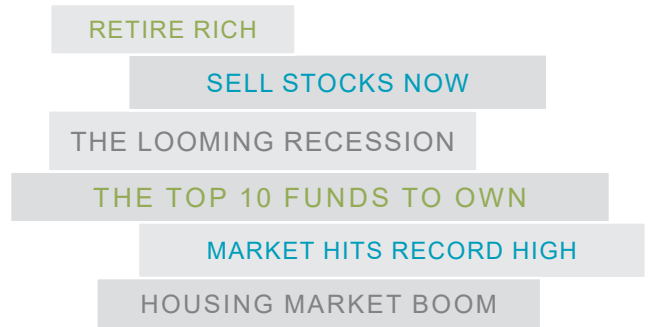 RETIRE RICH
SELL STOCKS NOW
THE LOOMING RECESSION
THE TOP 10 FUNDS TO OWN
MARKET HITS RECORD HIGH
HOUSING MARKET BOOM